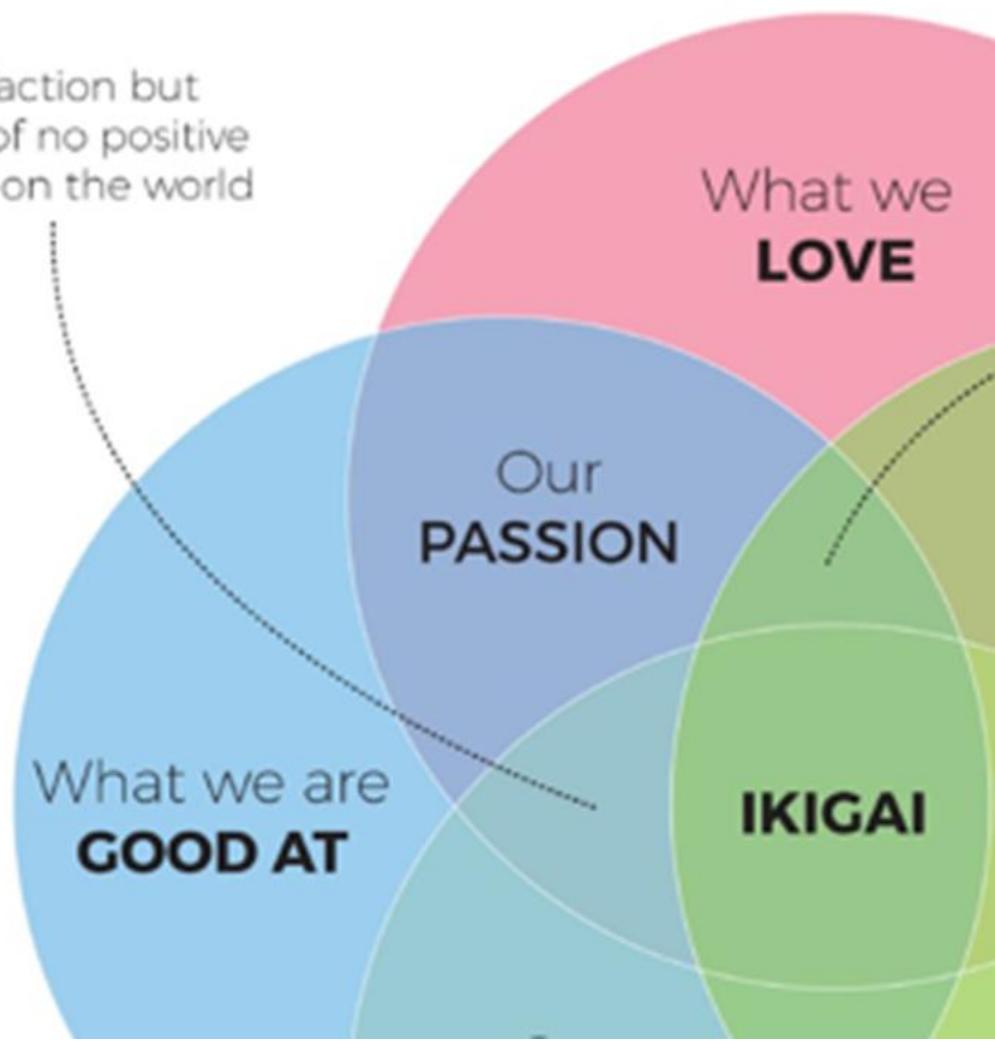 action but
of no positive
on the world
What we
LOVE
Our
PASSION
What we are
GOOD AT
IKIGAI